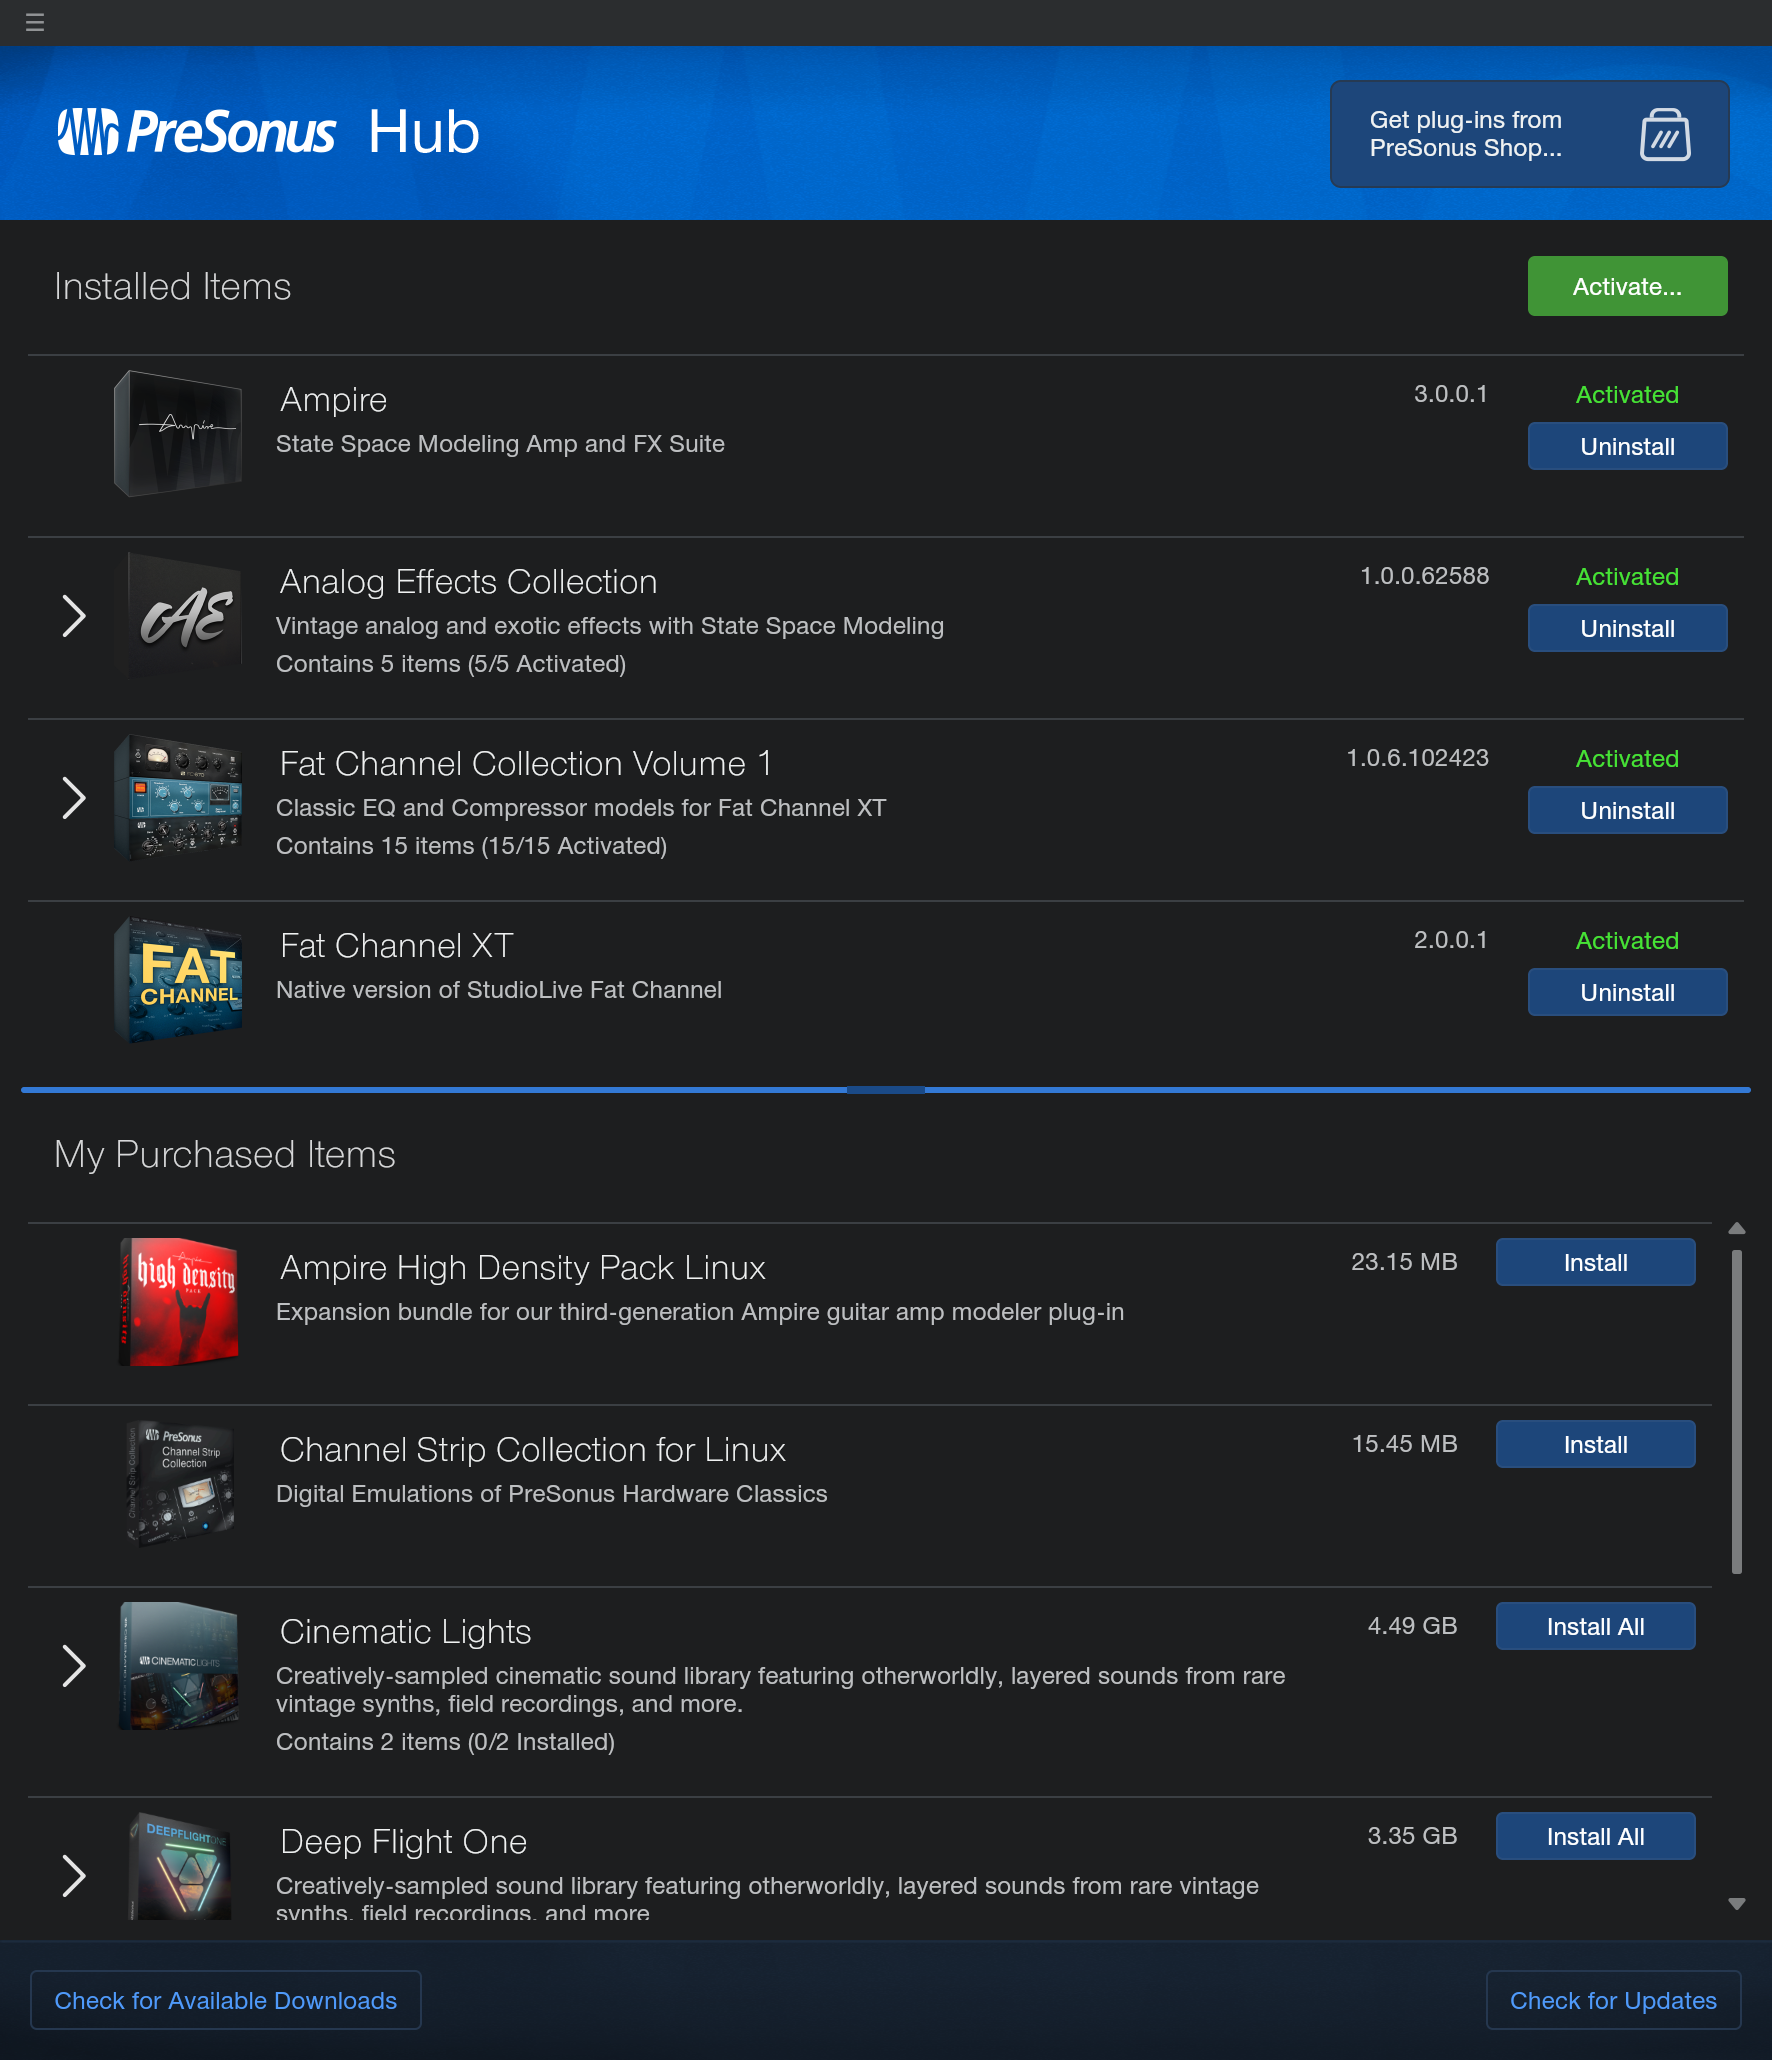 PreSonus Hub
Get plug-ins from
PreSonus Shop...
Installed Items
Activate...
Ampire
Ampire
State Space Modeling Amp and FX Suite
3.0.0.1
Activated
Uninstall
AE
Analog Effects Collection
Vintage analog and exotic effects with State Space Modeling
Contains 5 items (5/5 Activated)
1.0.0.62588
Activated
Uninstall
Fat Channel Collection Volume 1
Classic EQ and Compressor models for Fat Channel XT
Contains 15 items (15/15 Activated)
1.0.6.102423
Activated
Uninstall
FAT
CHANNEL
Fat Channel XT
Native version of StudioLive Fat Channel
2.0.0.1
Activated
Uninstall
My Purchased Items
Ampire
high density
PACK
Ampire High Density Pack Linux
Expansion bundle for our third-generation Ampire guitar amp modeler plug-in
23.15 MB
Install
PreSonus
Channel Strip
Collection
Channel Strip Collection
Channel Strip Collection for Linux
Digital Emulations of PreSonus Hardware Classics
15.45 MB
Install
CINEMATICLIGHTS
Cinematic Lights
Creatively-sampled cinematic sound library featuring otherworldly, layered sounds from rare
vintage synths, field recordings, and more.
Contains 2 items (0/2 Installed)
4.49 GB
Install All
DEEPFLIGHTONE
Deep Flight One
Creatively-sampled sound library featuring otherworldly, layered sounds from rare vintage
synths, field recordings, and more
3.35 GB
Install All
Check for Available Downloads
Check for Updates